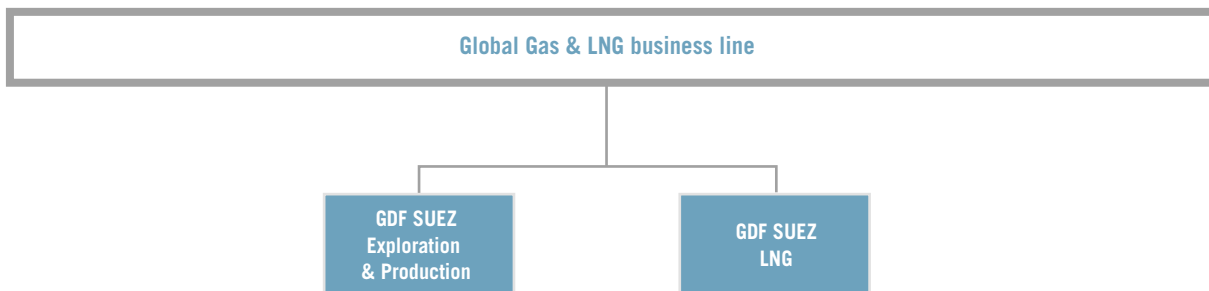 Global Gas & LNG business line
GDF SUEZ
Exploration
& Production
GDF SUEZ
LNG